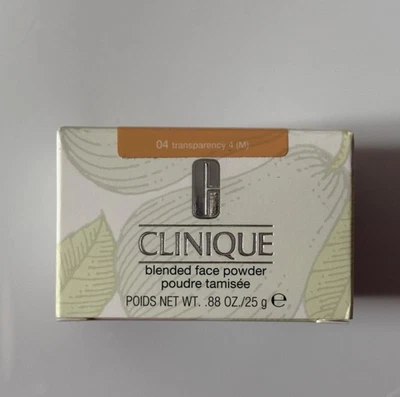 04 transparency 4 (M)
CLINIQUE
blended face powder
poudre tamisée
POIDS NET WT. .88 OZ./25 g ℮